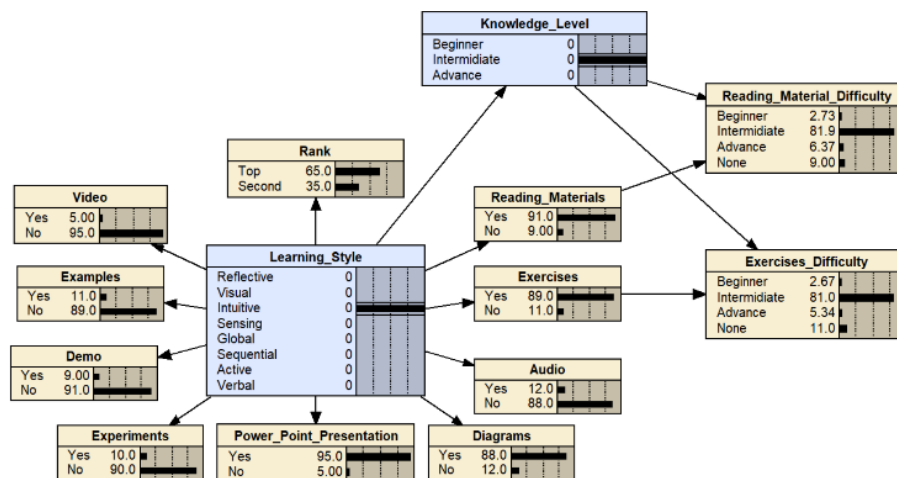 Knowledge_Level
Beginner 0
Intermidiate 0
Advance 0
Reading_Material_Difficulty
Beginner 2.73
Intermidiate 81.9
Advance 6.37
None 9.00
Rank
Top 65.0
Second 35.0
Video
Yes 5.00
No 95.0
Reading_Materials
Yes 91.0
No 9.00
Learning_Style
Reflective 0
Visual 0
Intuitive 0
Sensing 0
Global 0
Sequential 0
Active 0
Verbal 0
Examples
Yes 11.0
No 89.0
Exercises
Yes 89.0
No 11.0
Exercises_Difficulty
Beginner 2.67
Intermidiate 81.0
Advance 5.34
None 11.0
Demo
Yes 9.00
No 91.0
Audio
Yes 12.0
No 88.0
Experiments
Yes 10.0
No 90.0
Power_Point_Presentation
Yes 95.0
No 5.00
Diagrams
Yes 88.0
No 12.0